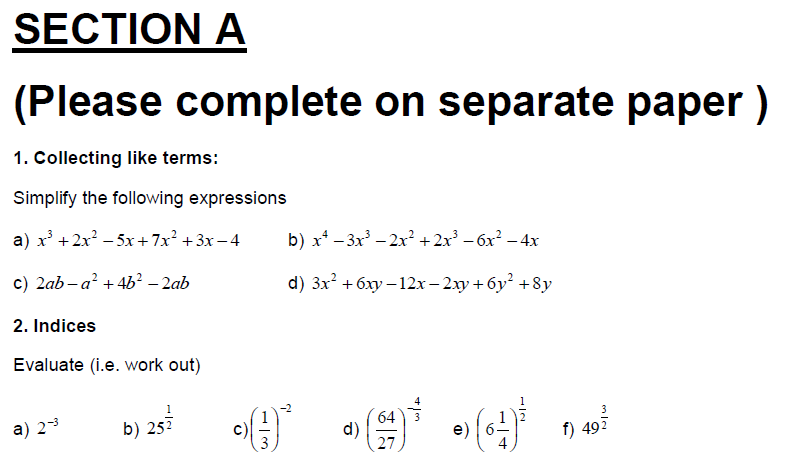 SECTION A
(Please complete on separate paper )
1. Collecting like terms:
Simplify the following expressions
a) x³ + 2x² − 5x + 7x² + 3x − 4 b) x⁴ − 3x³ − 2x² + 2x³ − 6x² − 4x
c) 2ab − a² + 4b² − 2ab d) 3x² + 6xy − 12x − 2xy + 6y² + 8y
2. Indices
Evaluate (i.e. work out)
a) 2⁻³ b) 25^(1/2) c) (1/3)⁻² d) (64/27)^(−4/3) e) (6 1/4)^(1/2) f) 49^(3/2)